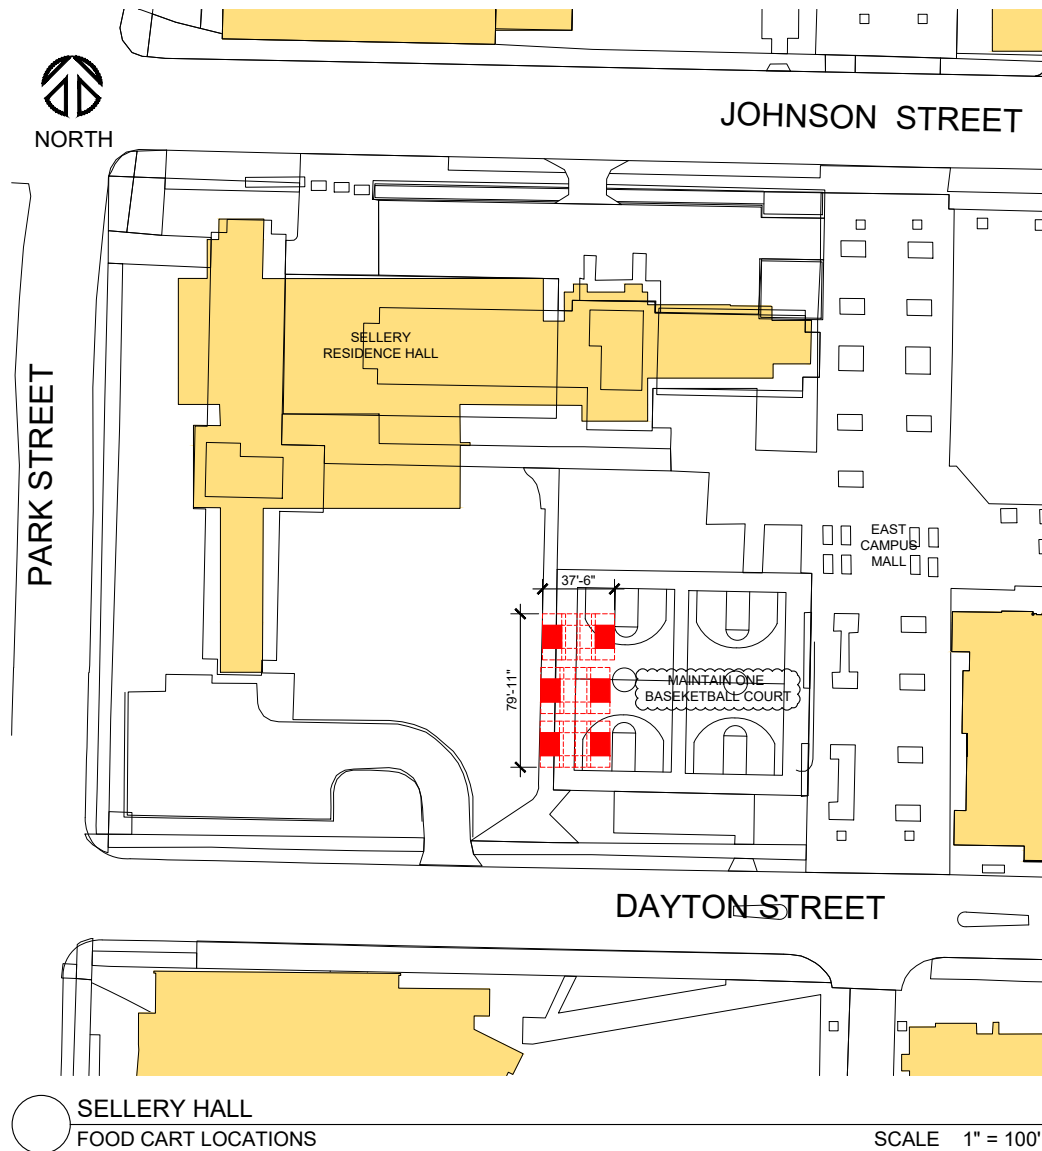 JOHNSON STREET
NORTH
SELLERY
RESIDENCE HALL
PARK STREET
EAST
CAMPUS
MALL
37'-6"
79'-11"
MAINTAIN ONE
BASEKETBALL COURT
DAYTON STREET
SELLERY HALL
FOOD CART LOCATIONS
SCALE 1" = 100'